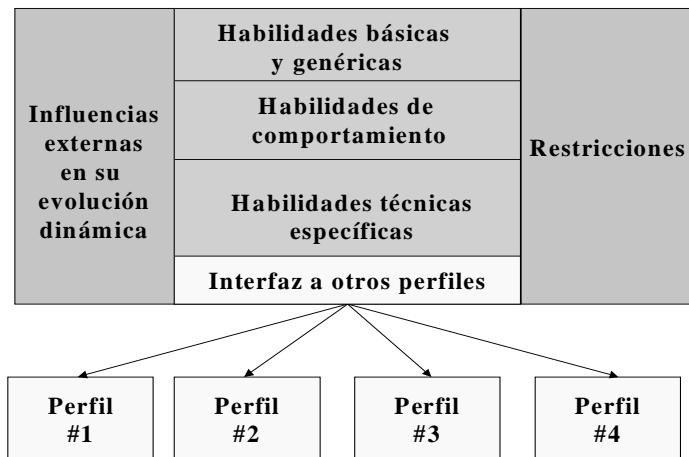 Influencias
externas
en su
evolución
dinámica
Habilidades básicas
y genéricas
Habilidades de
comportamiento
Habilidades técnicas
específicas
Interfaz a otros perfiles
Restricciones
Perfil
#1
Perfil
#2
Perfil
#3
Perfil
#4